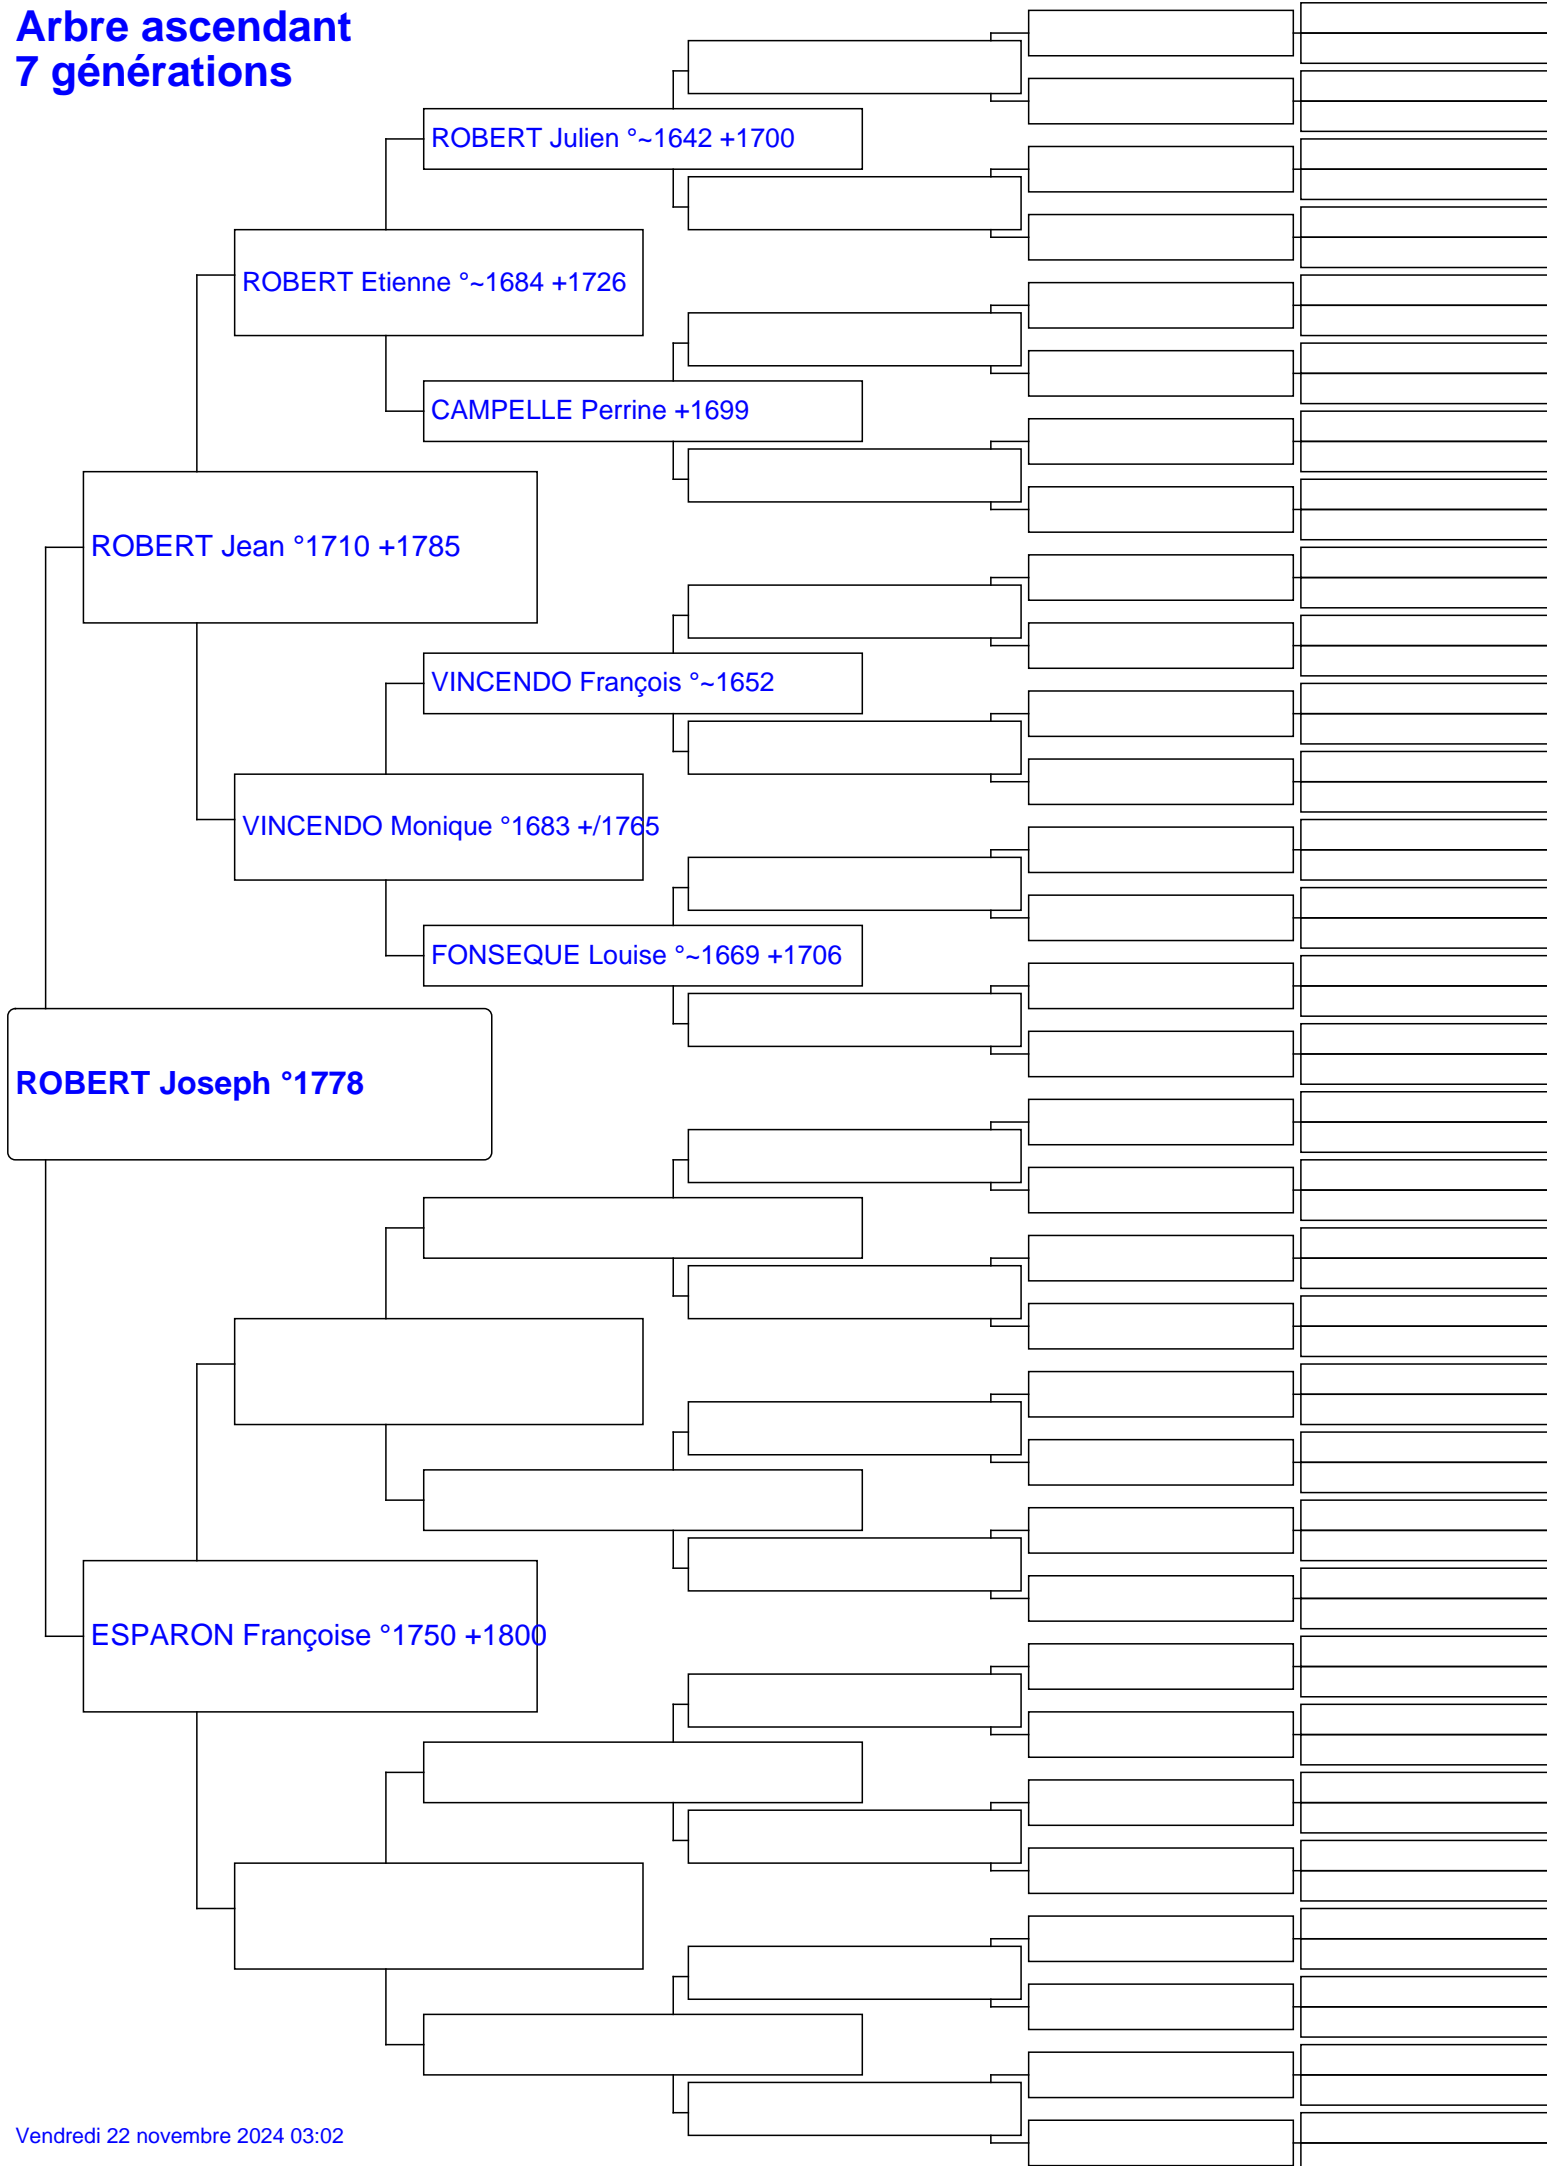 Arbre ascendant
7 générations
ROBERT Julien °~1642 +1700
ROBERT Etienne °~1684 +1726
CAMPELLE Perrine +1699
ROBERT Jean °1710 +1785
VINCENDO François °~1652
VINCENDO Monique °1683 +/1765
FONSEQUE Louise °~1669 +1706
ROBERT Joseph °1778
ESPARON Françoise °1750 +1800
Vendredi 22 novembre 2024 03:02